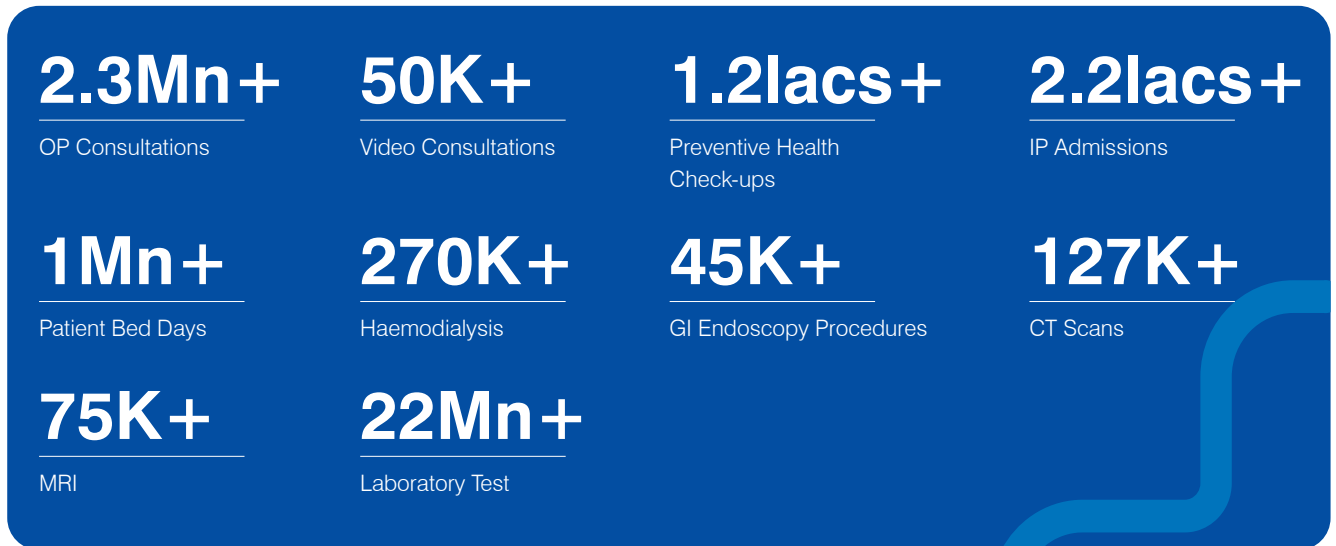 2.3Mn+
OP Consultations
50K+
Video Consultations
1.2lacs+
Preventive Health
Check-ups
2.2lacs+
IP Admissions
1Mn+
Patient Bed Days
270K+
Haemodialysis
45K+
GI Endoscopy Procedures
127K+
CT Scans
75K+
MRI
22Mn+
Laboratory Test